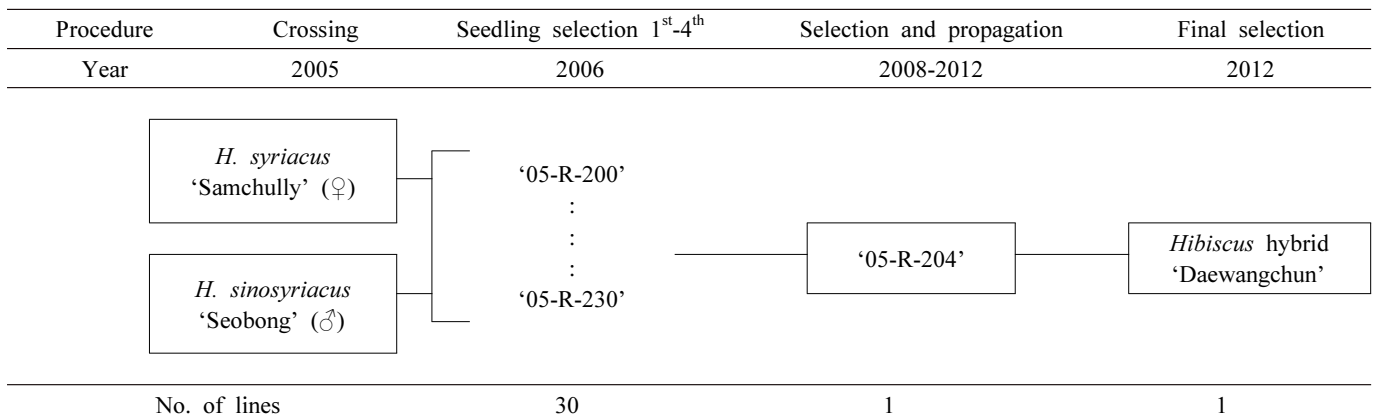 Procedure Crossing Seedling selection 1st-4th Selection and propagation Final selection
Year 2005 2006 2008-2012 2012
H. syriacus
‘Samchully’ (♀)
H. sinosyriacus
‘Seobong’ (♂)
‘05-R-200’
:
:
:
‘05-R-230’
‘05-R-204’
Hibiscus hybrid
‘Daewangchun’
No. of lines 30 1 1